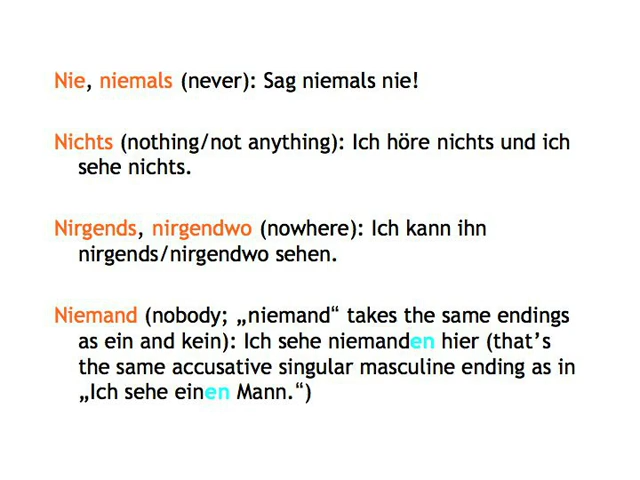 Nie, niemals (never): Sag niemals nie!
Nichts (nothing/not anything): Ich höre nichts und ich
sehe nichts.
Nirgends, nirgendwo (nowhere): Ich kann ihn
nirgends/nirgendwo sehen.
Niemand (nobody; „niemand“ takes the same endings
as ein and kein): Ich sehe niemanden hier (that’s
the same accusative singular masculine ending as in
„Ich sehe einen Mann.“)